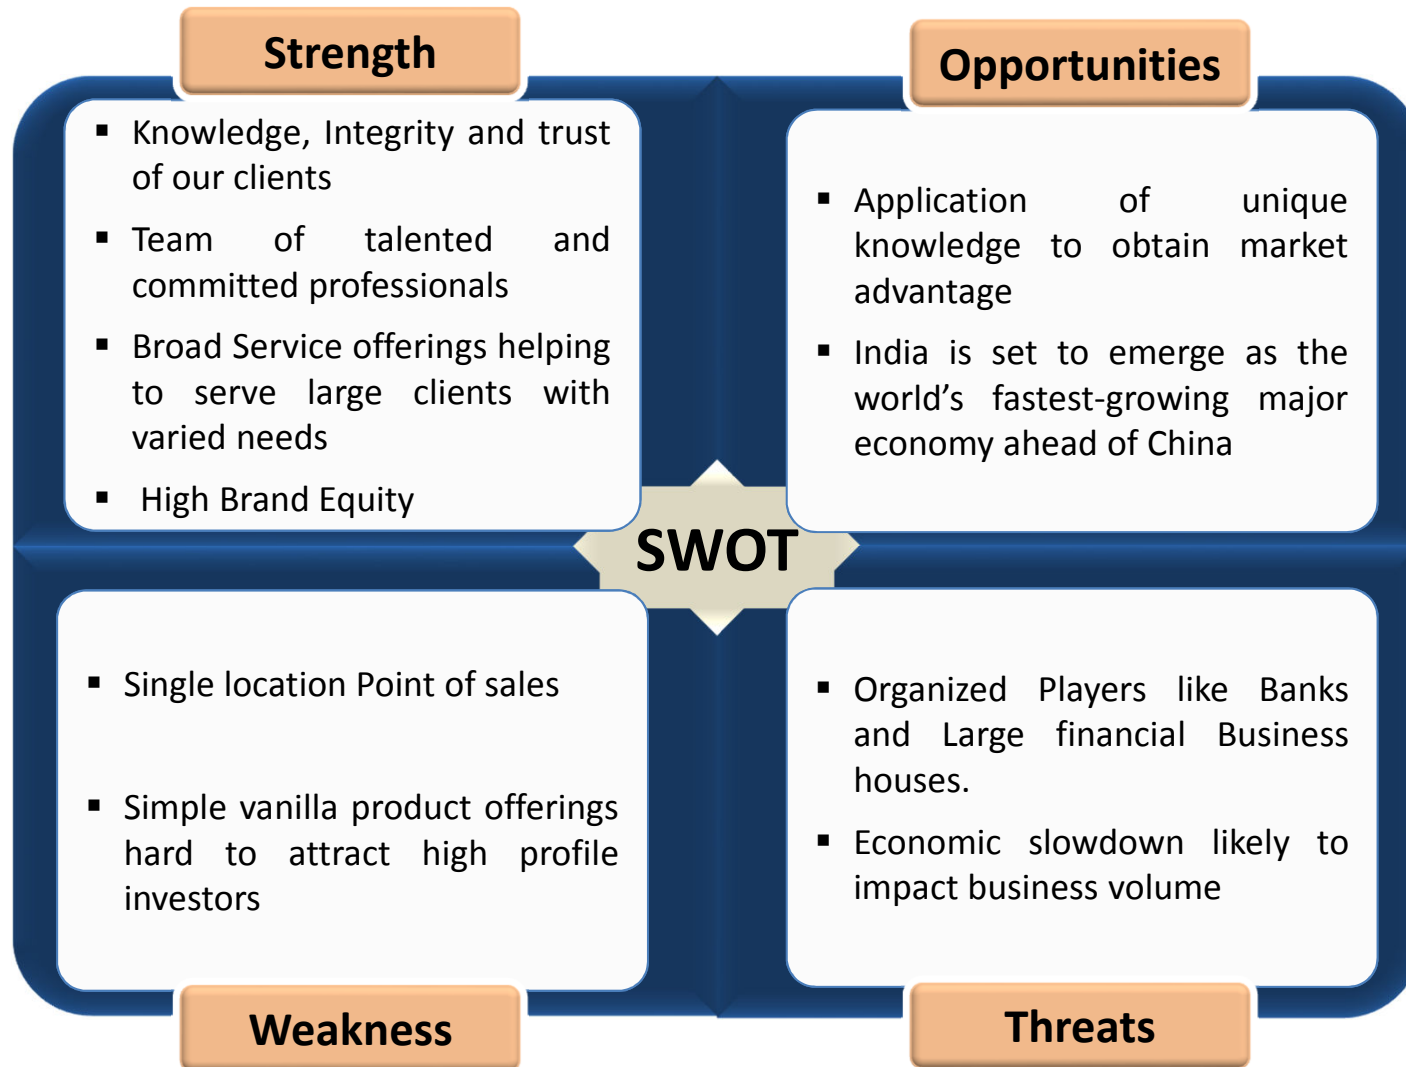 Strength
▪ Knowledge, Integrity and trust
of our clients
▪ Team of talented and
committed professionals
▪ Broad Service offerings helping
to serve large clients with
varied needs
▪ High Brand Equity
Opportunities
▪ Application of unique
knowledge to obtain market
advantage
▪ India is set to emerge as the
world’s fastest-growing major
economy ahead of China
SWOT
▪ Single location Point of sales
▪ Simple vanilla product offerings
hard to attract high profile
investors
Weakness
▪ Organized Players like Banks
and Large financial Business
houses.
▪ Economic slowdown likely to
impact business volume
Threats